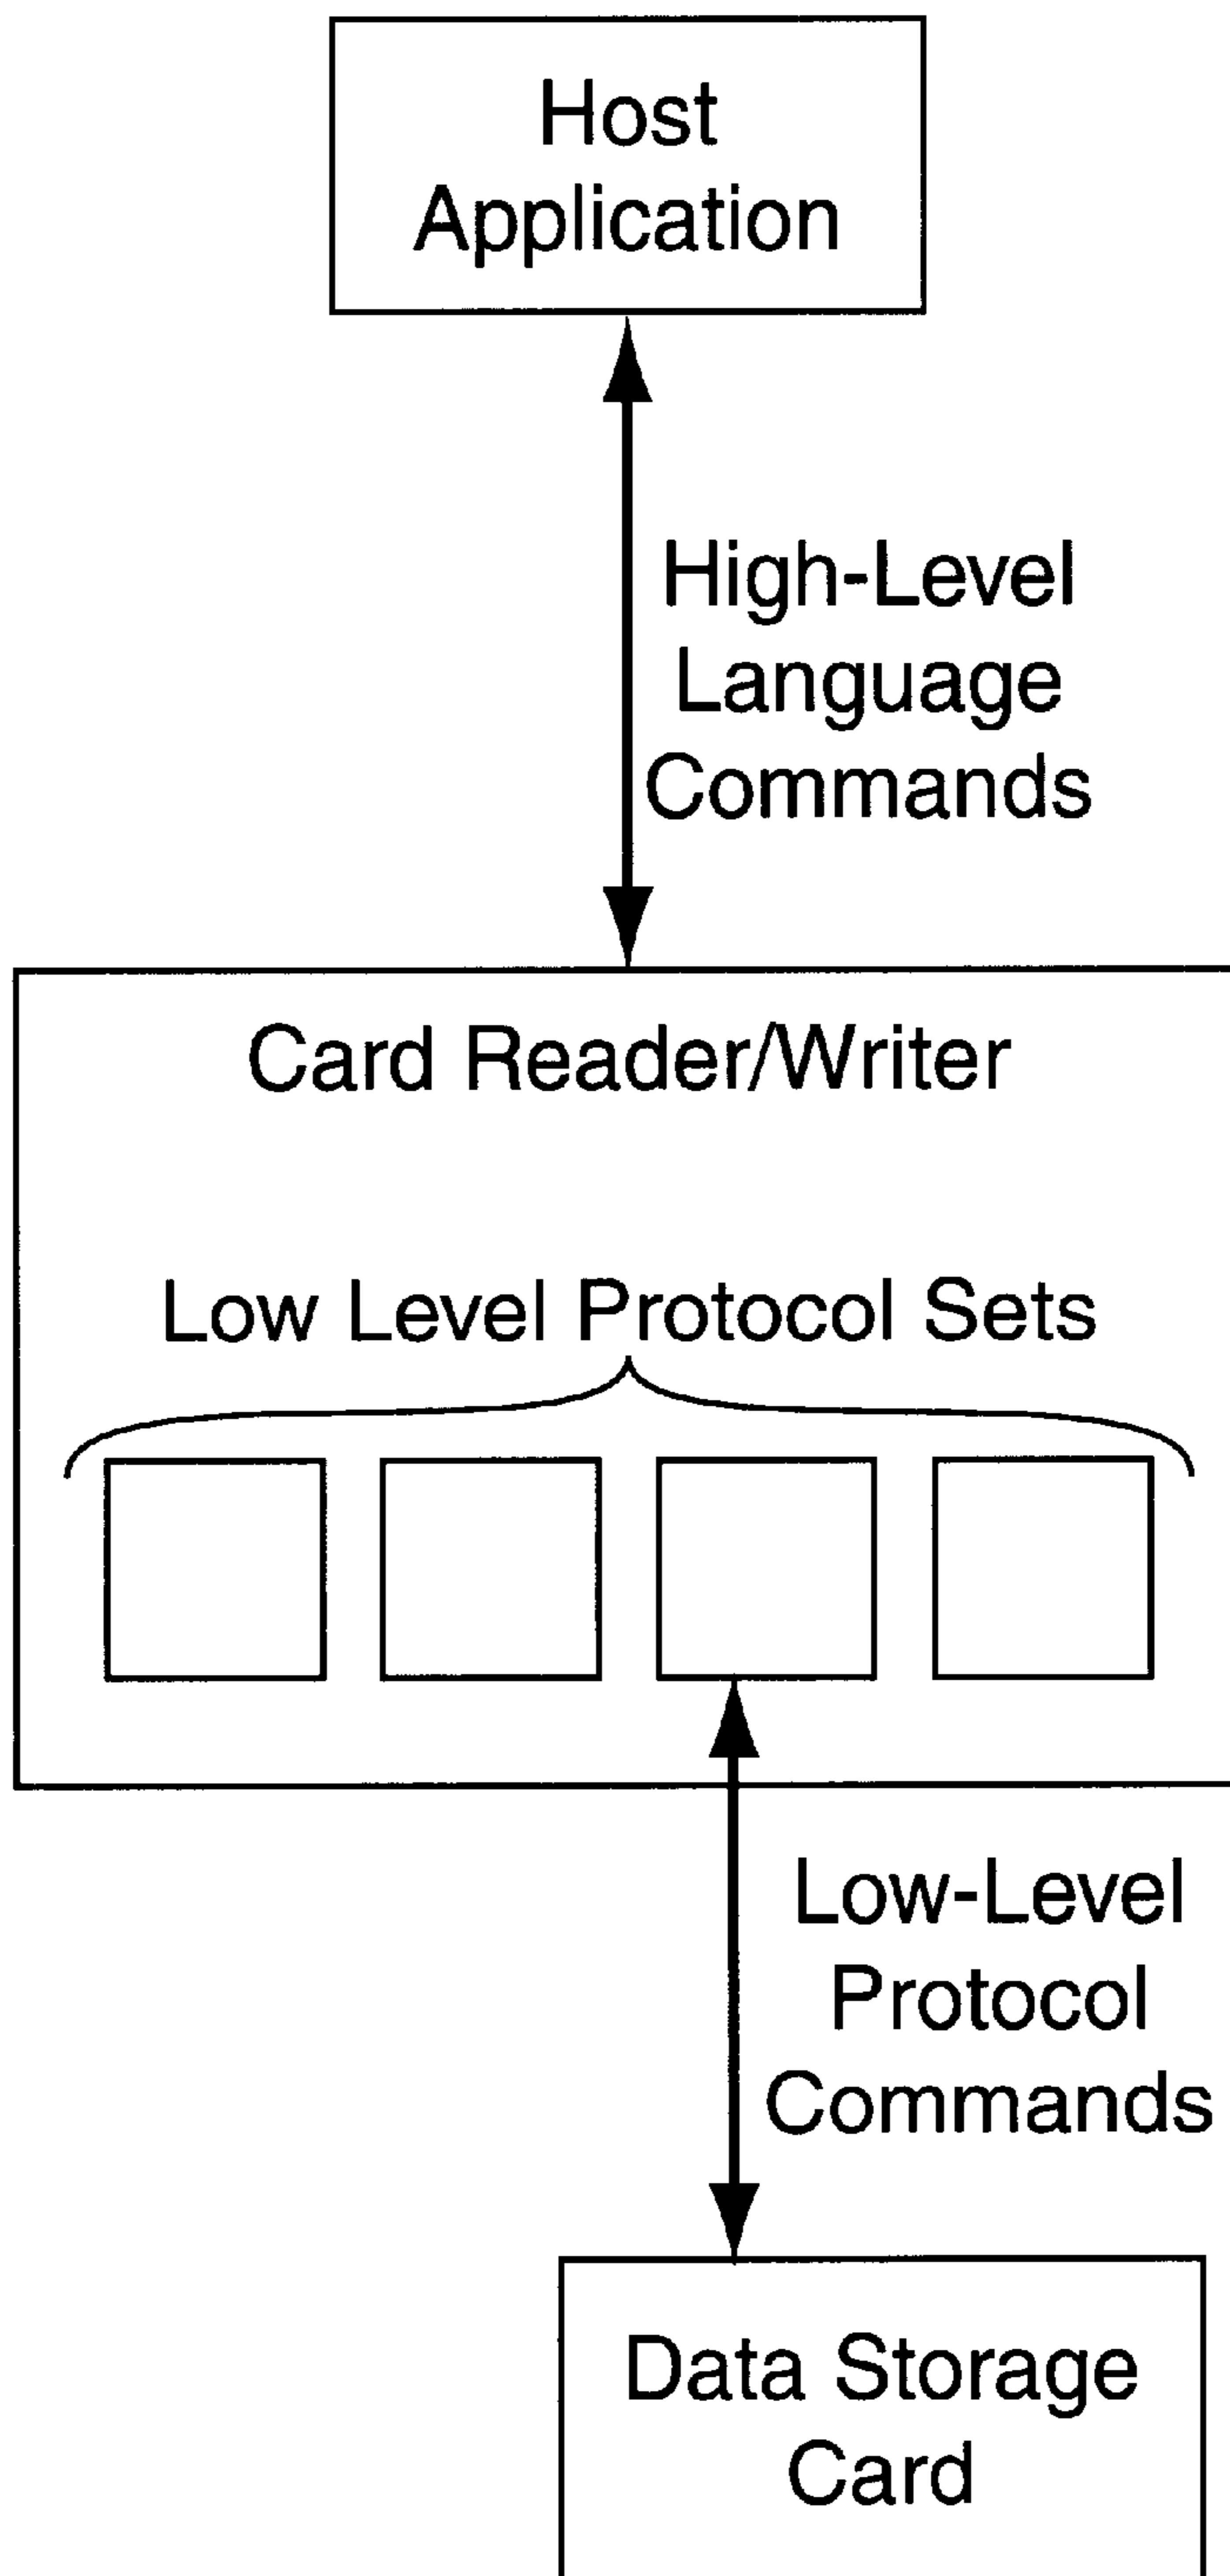 Host
Application
High-Level
Language
Commands
Card Reader/Writer
Low Level Protocol Sets
Low-Level
Protocol
Commands
Data Storage
Card